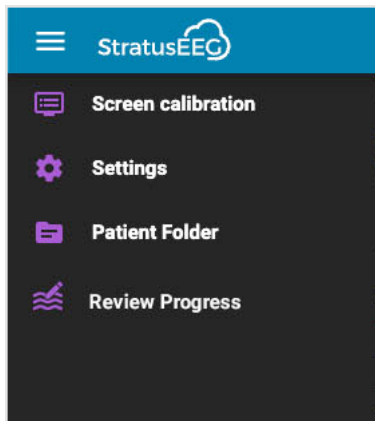 StratusEEG
Screen calibration
Settings
Patient Folder
Review Progress